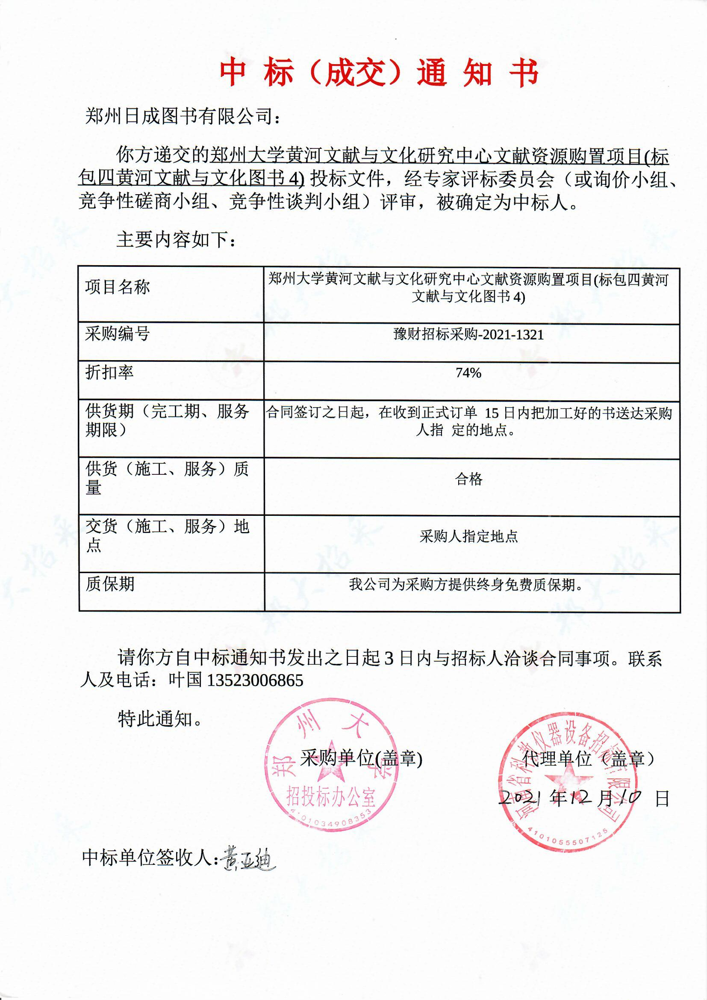 中 标（成交）通 知 书
郑州日成图书有限公司：
你方递交的郑州大学黄河文献与文化研究中心文献资源购置项目(标
包四黄河文献与文化图书 4) 投标文件，经专家评标委员会（或询价小组、
竞争性磋商小组、竞争性谈判小组）评审，被确定为中标人。
主要内容如下：
项目名称
郑州大学黄河文献与文化研究中心文献资源购置项目(标包四黄河
文献与文化图书 4)
采购编号
豫财招标采购-2021-1321
折扣率
74%
供货期（完工期、服务
期限）
合同签订之日起，在收到正式订单 15 日内把加工好的书送达采购
人指 定的地点。
供货（施工、服务）质
量
合格
交货（施工、服务）地
点
采购人指定地点
质保期
我公司为采购方提供终身免费质保期。
请你方自中标通知书发出之日起 3 日内与招标人洽谈合同事项。联系
人及电话：叶国 13523006865
特此通知。
采购单位(盖章)
代理单位（盖章）
郑州大学
招投标办公室
河南省科教仪器设备招标有限公司
4101055507125
2021 年 12 月 10 日
中标单位签收人：黄亚迪